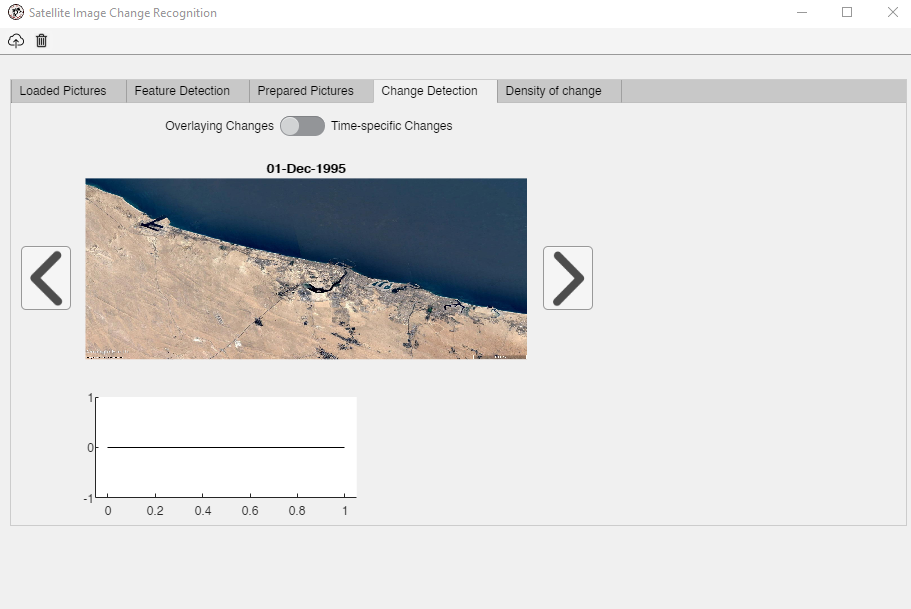 Satellite Image Change Recognition
Loaded Pictures
Feature Detection
Prepared Pictures
Change Detection
Density of change
Overlaying Changes
Time-specific Changes
01-Dec-1995
1
0
-1
0
0.2
0.4
0.6
0.8
1